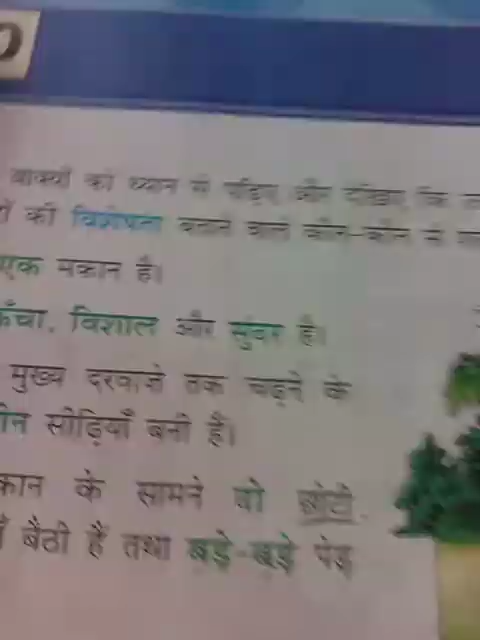 वाक्यों को ध्यान से पढ़िए और देखिए कि
की विशेषता बताने वाले कौन-कौन से
एक मकान है।
ऊँचा, विशाल और सुंदर है।
मुख्य दरवाज़े तक चढ़ने के
तीन सीढ़ियाँ बनी हैं।
मकान के सामने दो छोटी
बैठी हैं तथा बड़े-बड़े पेड़